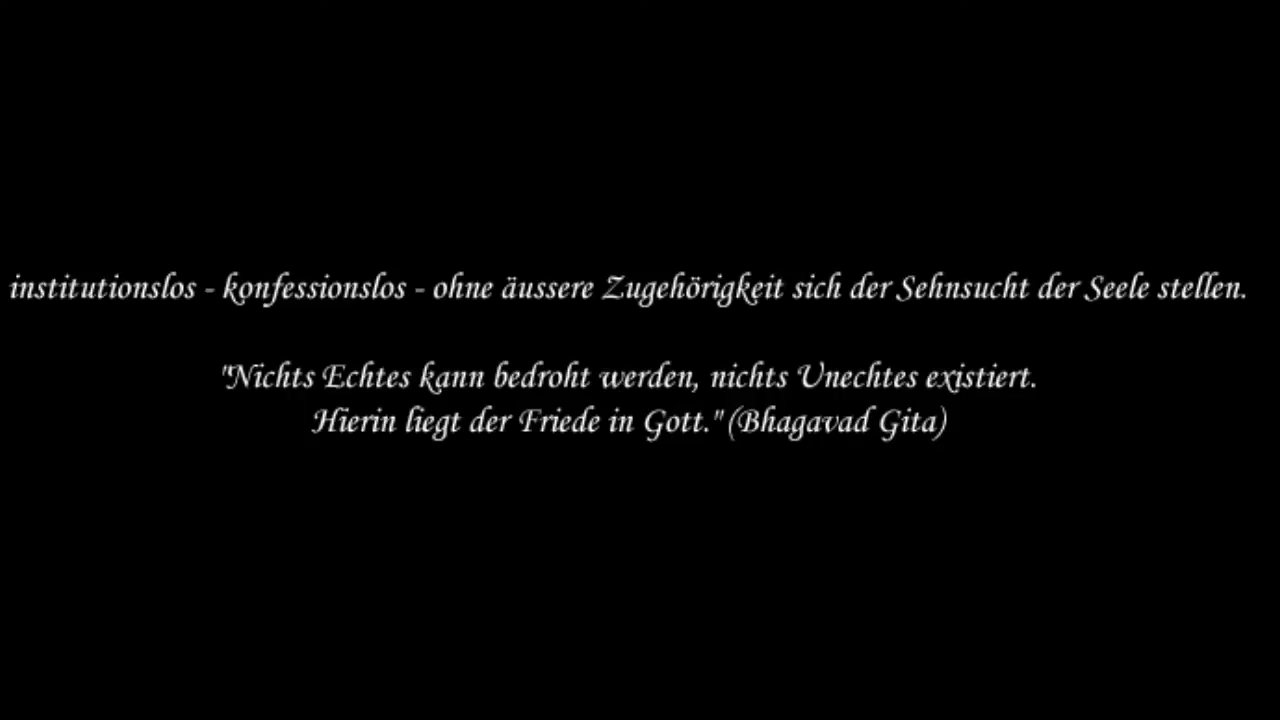 institutionslos - konfessionslos - ohne äussere Zugehörigkeit sich der Sehnsucht der Seele stellen.
"Nichts Echtes kann bedroht werden, nichts Unechtes existiert.
Hierin liegt der Friede in Gott." (Bhagavad Gita)